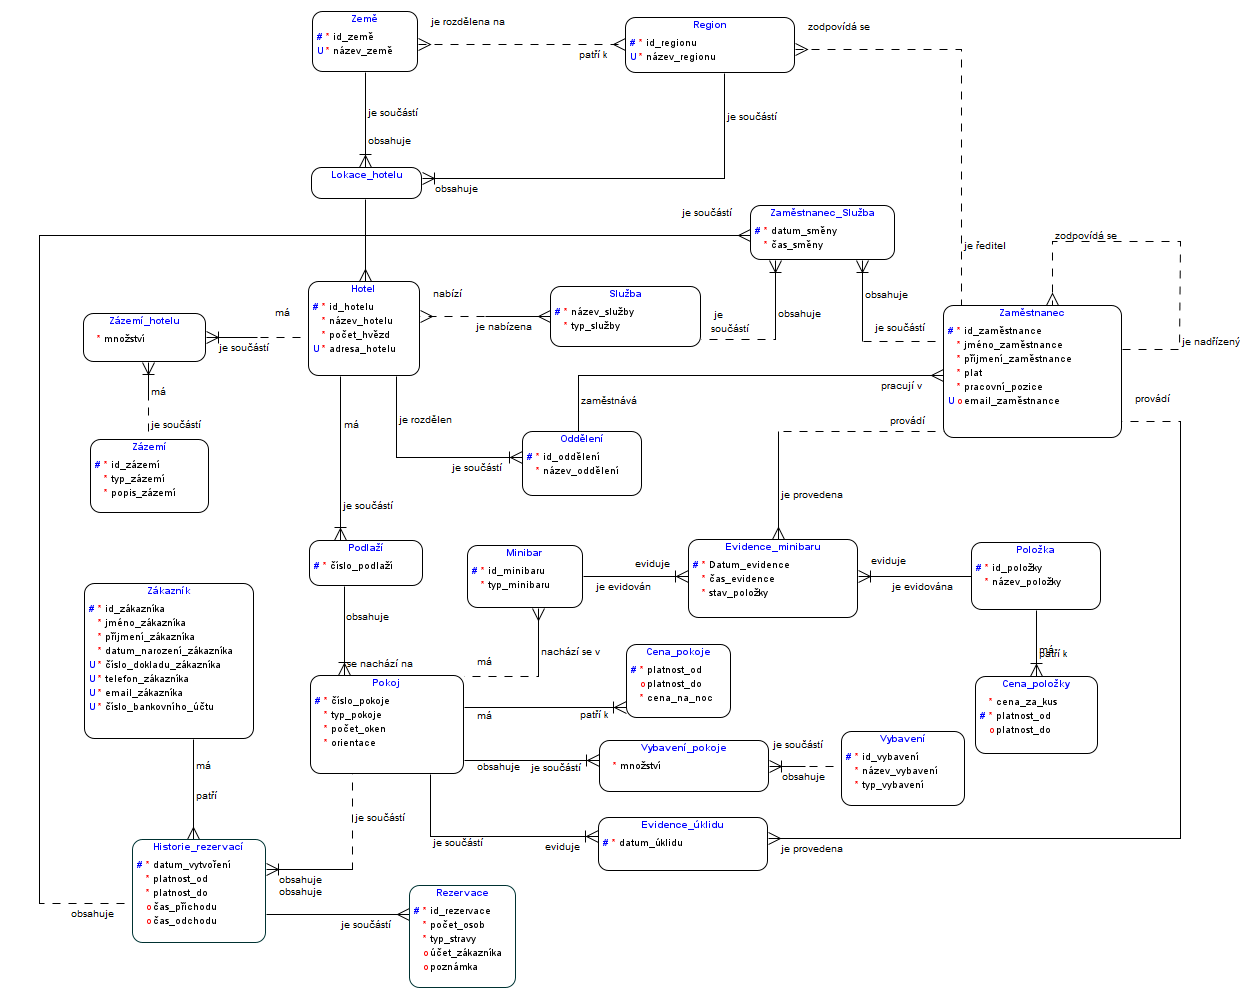 Země
# * id_země
U * název_země
je rozdělena na
patří k
Region
# * id_regionu
U * název_regionu
zodpovídá se
je součástí
obsahuje
je součástí
Lokace_hotelu
obsahuje
je součástí
Zaměstnanec_Služba
# * datum_směny
* čas_směny
zodpovídá se
je ředitel
Hotel
# * id_hotelu
* název_hotelu
* počet_hvězd
U * adresa_hotelu
nabízí
je nabízena
Služba
# * název_služby
* typ_služby
je
součástí
obsahuje
obsahuje
je součástí
Zaměstnanec
# * id_zaměstnance
* jméno_zaměstnance
* příjmení_zaměstnance
* plat
* pracovní_pozice
U o email_zaměstnance
je nadřízený
Zázemí_hotelu
* množství
má
je součástí
má
je součástí
Zázemí
# * id_zázemí
* typ_zázemí
* popis_zázemí
má
je rozdělen
je součástí
zaměstnává
pracují v
Oddělení
# * id_oddělení
* název_oddělení
provádí
provádí
je provedena
je součástí
Podlaží
# * číslo_podlaží
Minibar
# * id_minibaru
* typ_minibaru
eviduje
je evidován
Evidence_minibaru
# * Datum_evidence
* čas_evidence
* stav_položky
eviduje
je evidována
Položka
# * id_položky
* název_položky
Zákazník
# * id_zákazníka
* jméno_zákazníka
* příjmení_zákazníka
* datum_narození_zákazníka
U * číslo_dokladu_zákazníka
U * telefon_zákazníka
U * email_zákazníka
U * číslo_bankovního_účtu
obsahuje
se nachází na
má
nachází se v
Cena_pokoje
# * platnost_od
o platnost_do
* cena_na_noc
má
patří k
Cena_položky
* cena_za_kus
# * platnost_od
o platnost_do
Pokoj
# * číslo_pokoje
* typ_pokoje
* počet_oken
* orientace
má
patří k
obsahuje
je součástí
Vybavení_pokoje
* množství
je součástí
obsahuje
Vybavení
# * id_vybavení
* název_vybavení
typ_vybavení
má
patří
je součástí
je součástí
eviduje
Evidence_úklidu
# * datum_úklidu
je provedena
Historie_rezervací
# * datum_vytvoření
* platnost_od
* platnost_do
o čas_příchodu
o čas_odchodu
obsahuje
obsahuje
obsahuje
je součástí
Rezervace
# * id_rezervace
* počet_osob
* typ_stravy
o účet_zákazníka
o poznámka